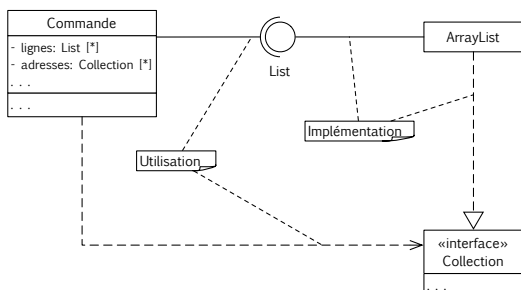 Commande
- lignes: List [*]
- adresses: Collection [*]
. . .
. . .
List
ArrayList
Implémentation
Utilisation
«interface»
Collection
. . .